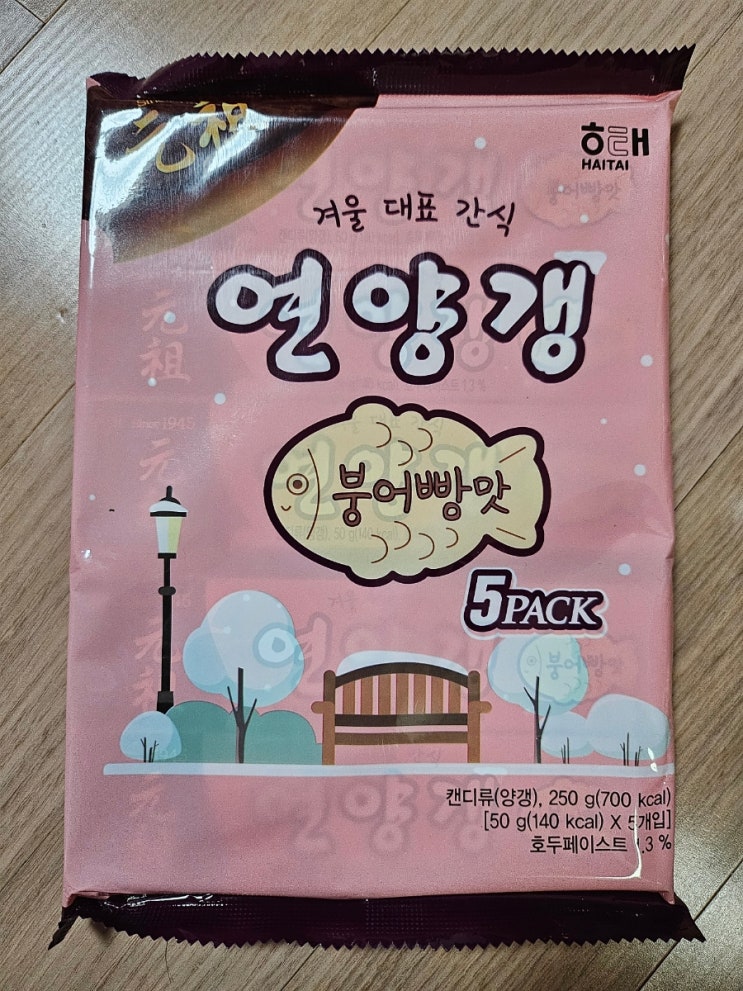 元祖
해태
HAITAI
겨울 대표 간식
연양갱
붕어빵맛
5PACK
캔디류(양갱), 250 g(700 kcal)
[50 g(140 kcal) X 5개입]
호두페이스트 %